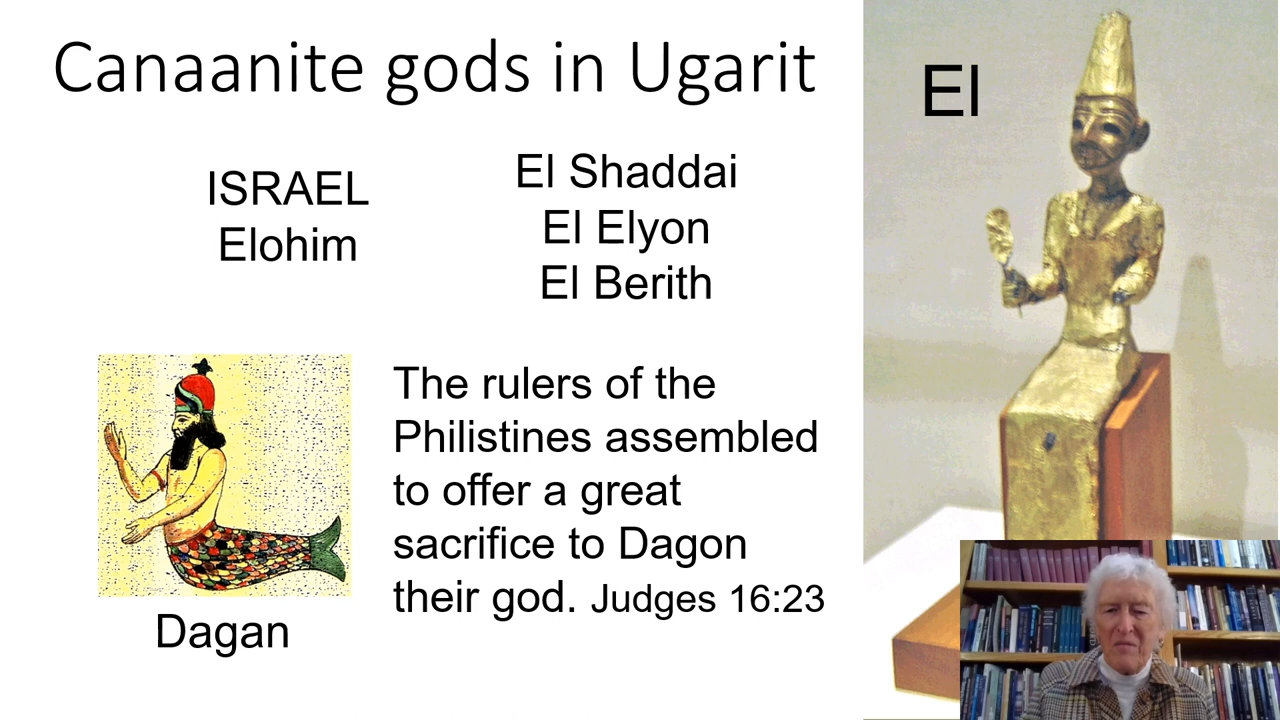 Canaanite gods in Ugarit
El
ISRAEL
Elohim
El Shaddai
El Elyon
El Berith
The rulers of the
Philistines assembled
to offer a great
sacrifice to Dagon
their god. Judges 16:23
Dagan